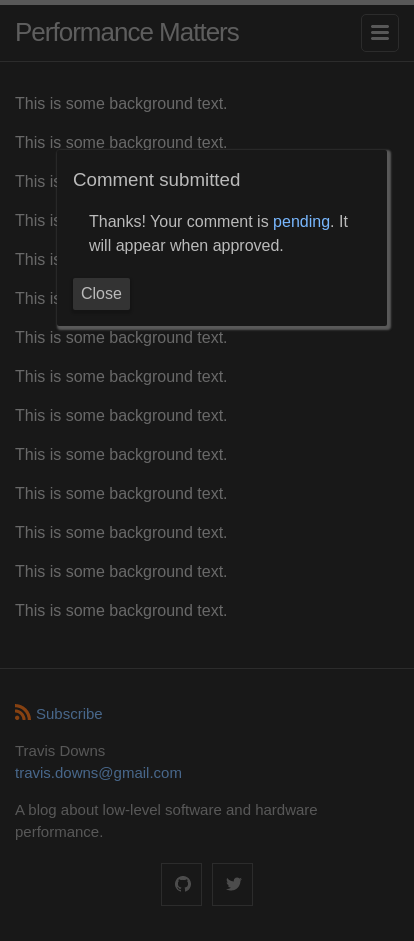 Performance Matters
This is some background text.
This is some background text.
This is
Comment submitted
This is
Thanks! Your comment is pending. It
will appear when approved.
This is
This is
Close
This is some background text.
This is some background text.
This is some background text.
This is some background text.
This is some background text.
This is some background text.
This is some background text.
This is some background text.
Subscribe
Travis Downs
travis.downs@gmail.com
A blog about low-level software and hardware
performance.